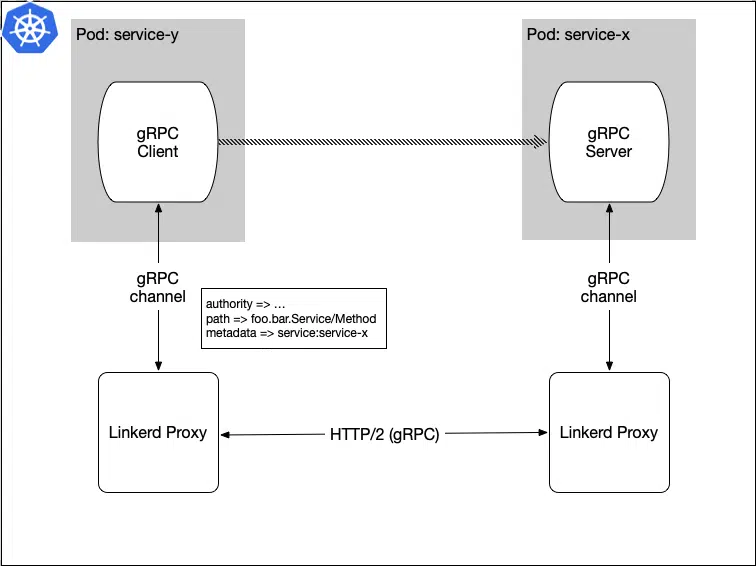 Pod: service-y
Pod: service-x
gRPC
Client
gRPC
Server
gRPC
channel
gRPC
channel
authority => ...
path => foo.bar.Service/Method
metadata => service:service-x
Linkerd Proxy
HTTP/2 (gRPC)
Linkerd Proxy